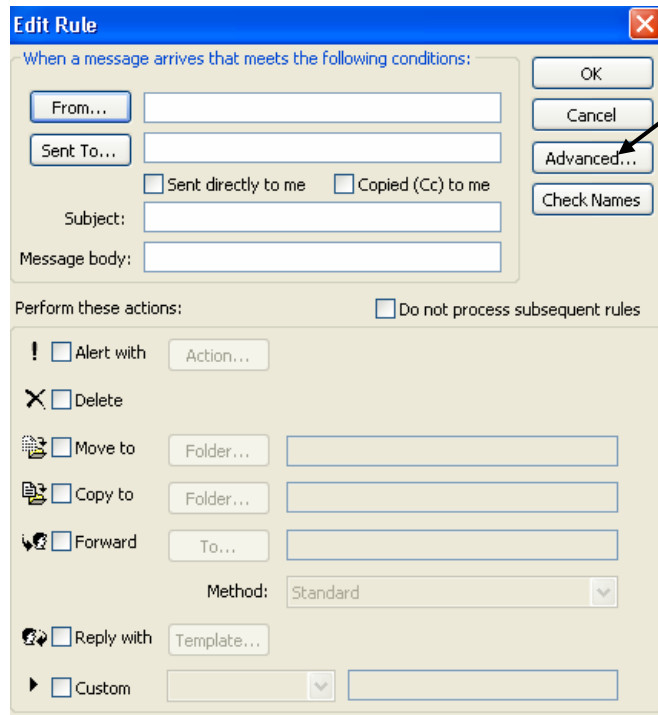 Edit Rule
When a message arrives that meets the following conditions:
OK
From...
Cancel
Sent To...
Advanced...
Sent directly to me Copied (Cc) to me
Check Names
Subject:
Message body:
Perform these actions: Do not process subsequent rules
! Alert with Action...
Delete
Move to Folder...
Copy to Folder...
Forward To...
Method: Standard
Reply with Template...
Custom